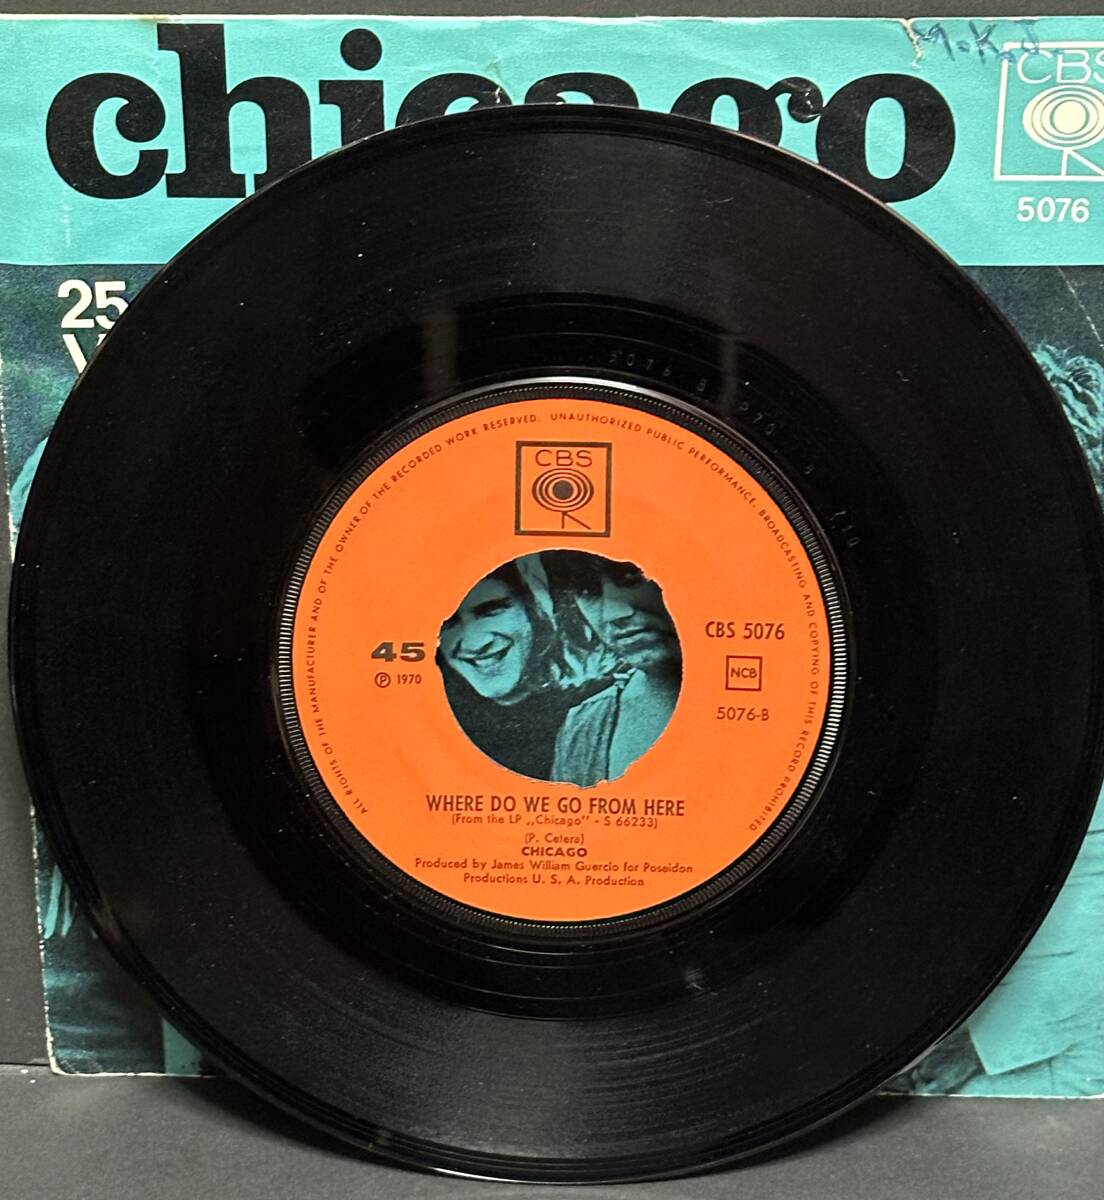 chicago
M.K.J.
CBS
5076
25
5076 B
P70
ALL RIGHTS OF THE MANUFACTURER AND OF THE OWNER OF THE RECORDED WORK RESERVED. UNAUTHORIZED PUBLIC PERFORMANCE, BROADCASTING AND COPYING OF THIS RECORD PROHIBITED
CBS
45
℗ 1970
CBS 5076
NCB
5076-B
WHERE DO WE GO FROM HERE
(From the LP „Chicago" - S 66233)
(P. Cetera)
CHICAGO
Produced by James William Guercio for Poseidon
Productions U. S. A. Production